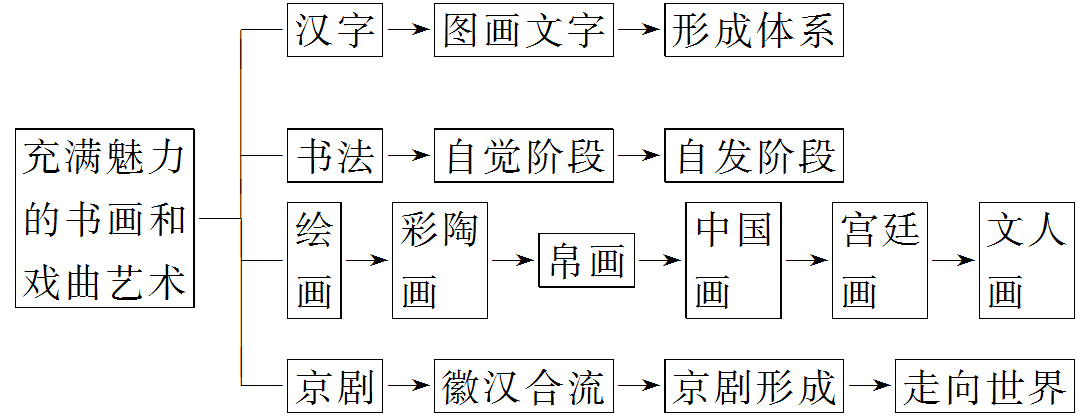 充满魅力
的书画和
戏曲艺术
汉字
图画文字
形成体系
书法
自觉阶段
自发阶段
绘
画
彩陶
画
帛画
中国
画
宫廷
画
文人
画
京剧
徽汉合流
京剧形成
走向世界